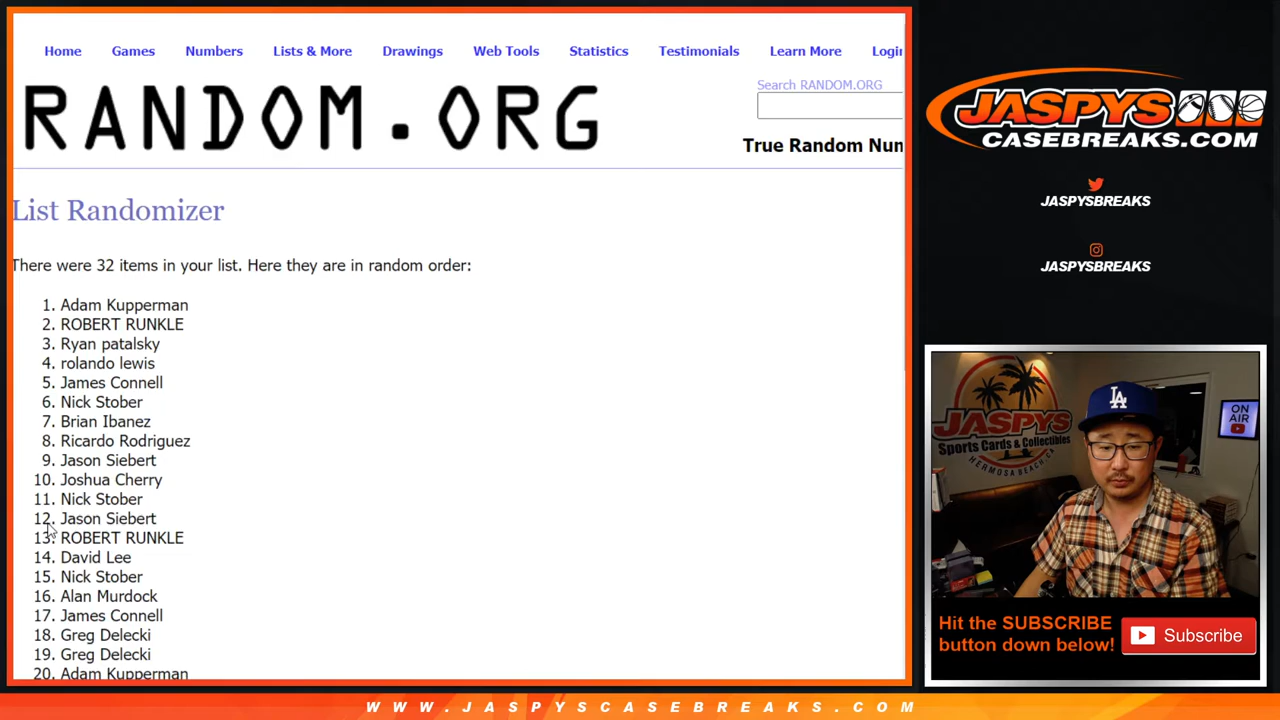 Home Games Numbers Lists & More Drawings Web Tools Statistics Testimonials Learn More Login
Search RANDOM.ORG
RANDOM.ORG
True Random Num
List Randomizer
There were 32 items in your list. Here they are in random order:
1. Adam Kupperman
2. ROBERT RUNKLE
3. Ryan patalsky
4. rolando lewis
5. James Connell
6. Nick Stober
7. Brian Ibanez
8. Ricardo Rodriguez
9. Jason Siebert
10. Joshua Cherry
11. Nick Stober
12. Jason Siebert
13. ROBERT RUNKLE
14. David Lee
15. Nick Stober
16. Alan Murdock
17. James Connell
18. Greg Delecki
19. Greg Delecki
20. Adam Kupperman
JASPYS
CASEBREAKS.COM
JASPYSBREAKS
JASPYSBREAKS
JASPYS
Sports Cards & Collectibles
HERMOSA BEACH, CA
LA
ON
AIR
Hit the SUBSCRIBE
button down below!
Subscribe
WWW.JASPYSCASEBREAKS.COM